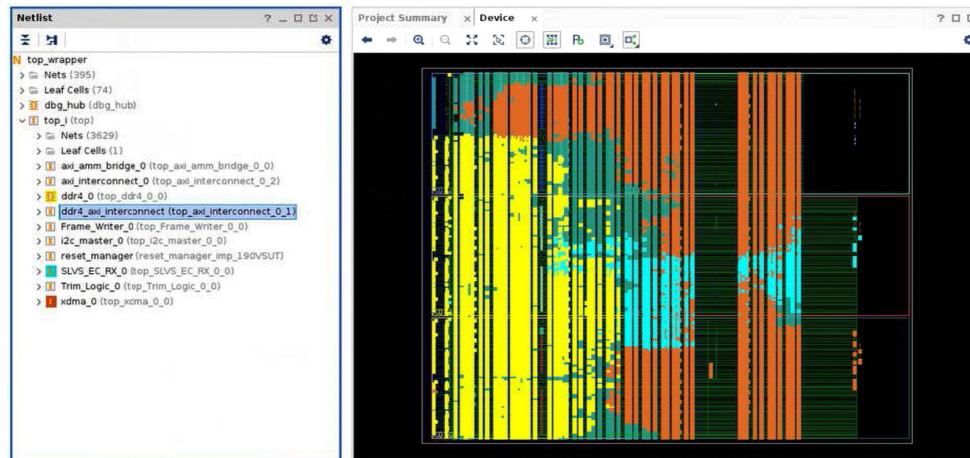 Netlist
Project Summary
Device
top_wrapper
Nets (395)
Leaf Cells (74)
dbg_hub (dbg_hub)
top_i (top)
Nets (3629)
Leaf Cells (1)
axi_amm_bridge_0 (top_axi_amm_bridge_0_0)
axi_interconnect_0 (top_axi_interconnect_0_2)
ddr4_0 (top_ddr4_0_0)
ddr4_axi_interconnect (top_axi_interconnect_0_1)
Frame_Writer_0 (top_Frame_Writer_0_0)
i2c_master_0 (top_i2c_master_0_0)
reset_manager (reset_manager_imp_190VSUT)
SLVS_EC_RX_0 (top_SLVS_EC_RX_0_0)
Trim_Logic_0 (top_Trim_Logic_0_0)
xdma_0 (top_xcma_0_0)